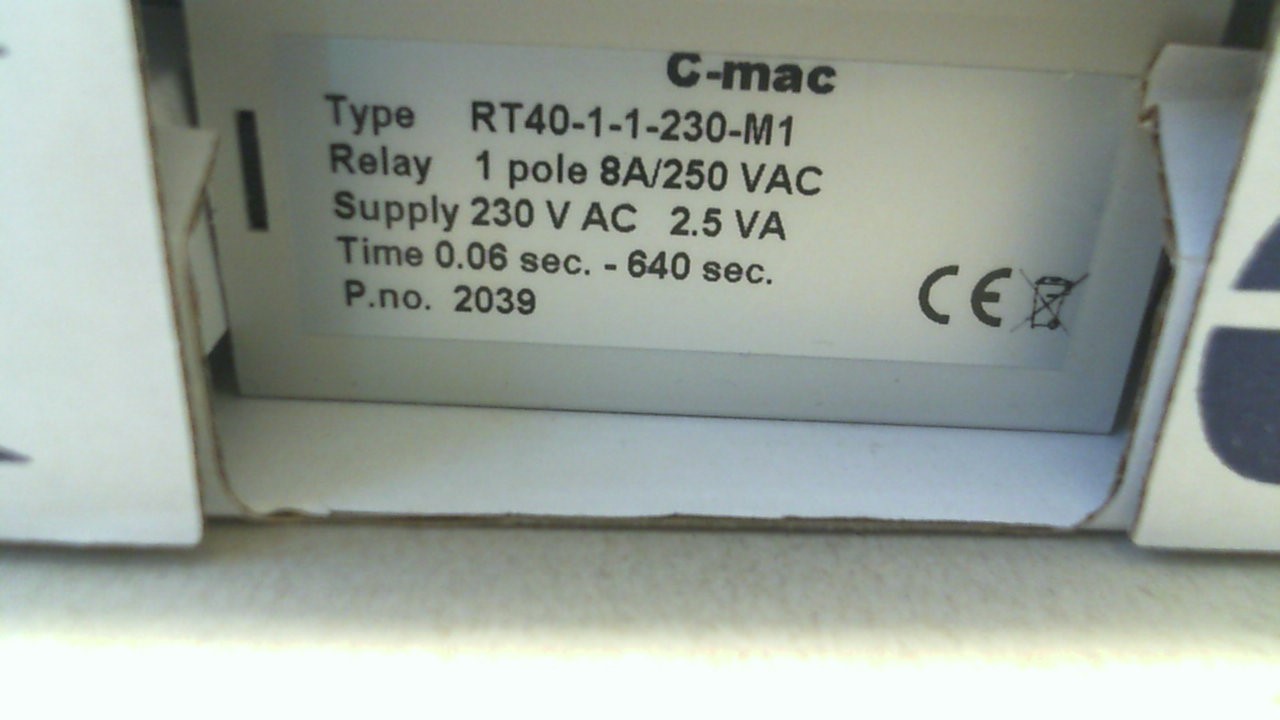 C-mac
Type RT40-1-1-230-M1
Relay 1 pole 8A/250 VAC
Supply 230 V AC 2.5 VA
Time 0.06 sec. - 640 sec.
P.no. 2039
CE